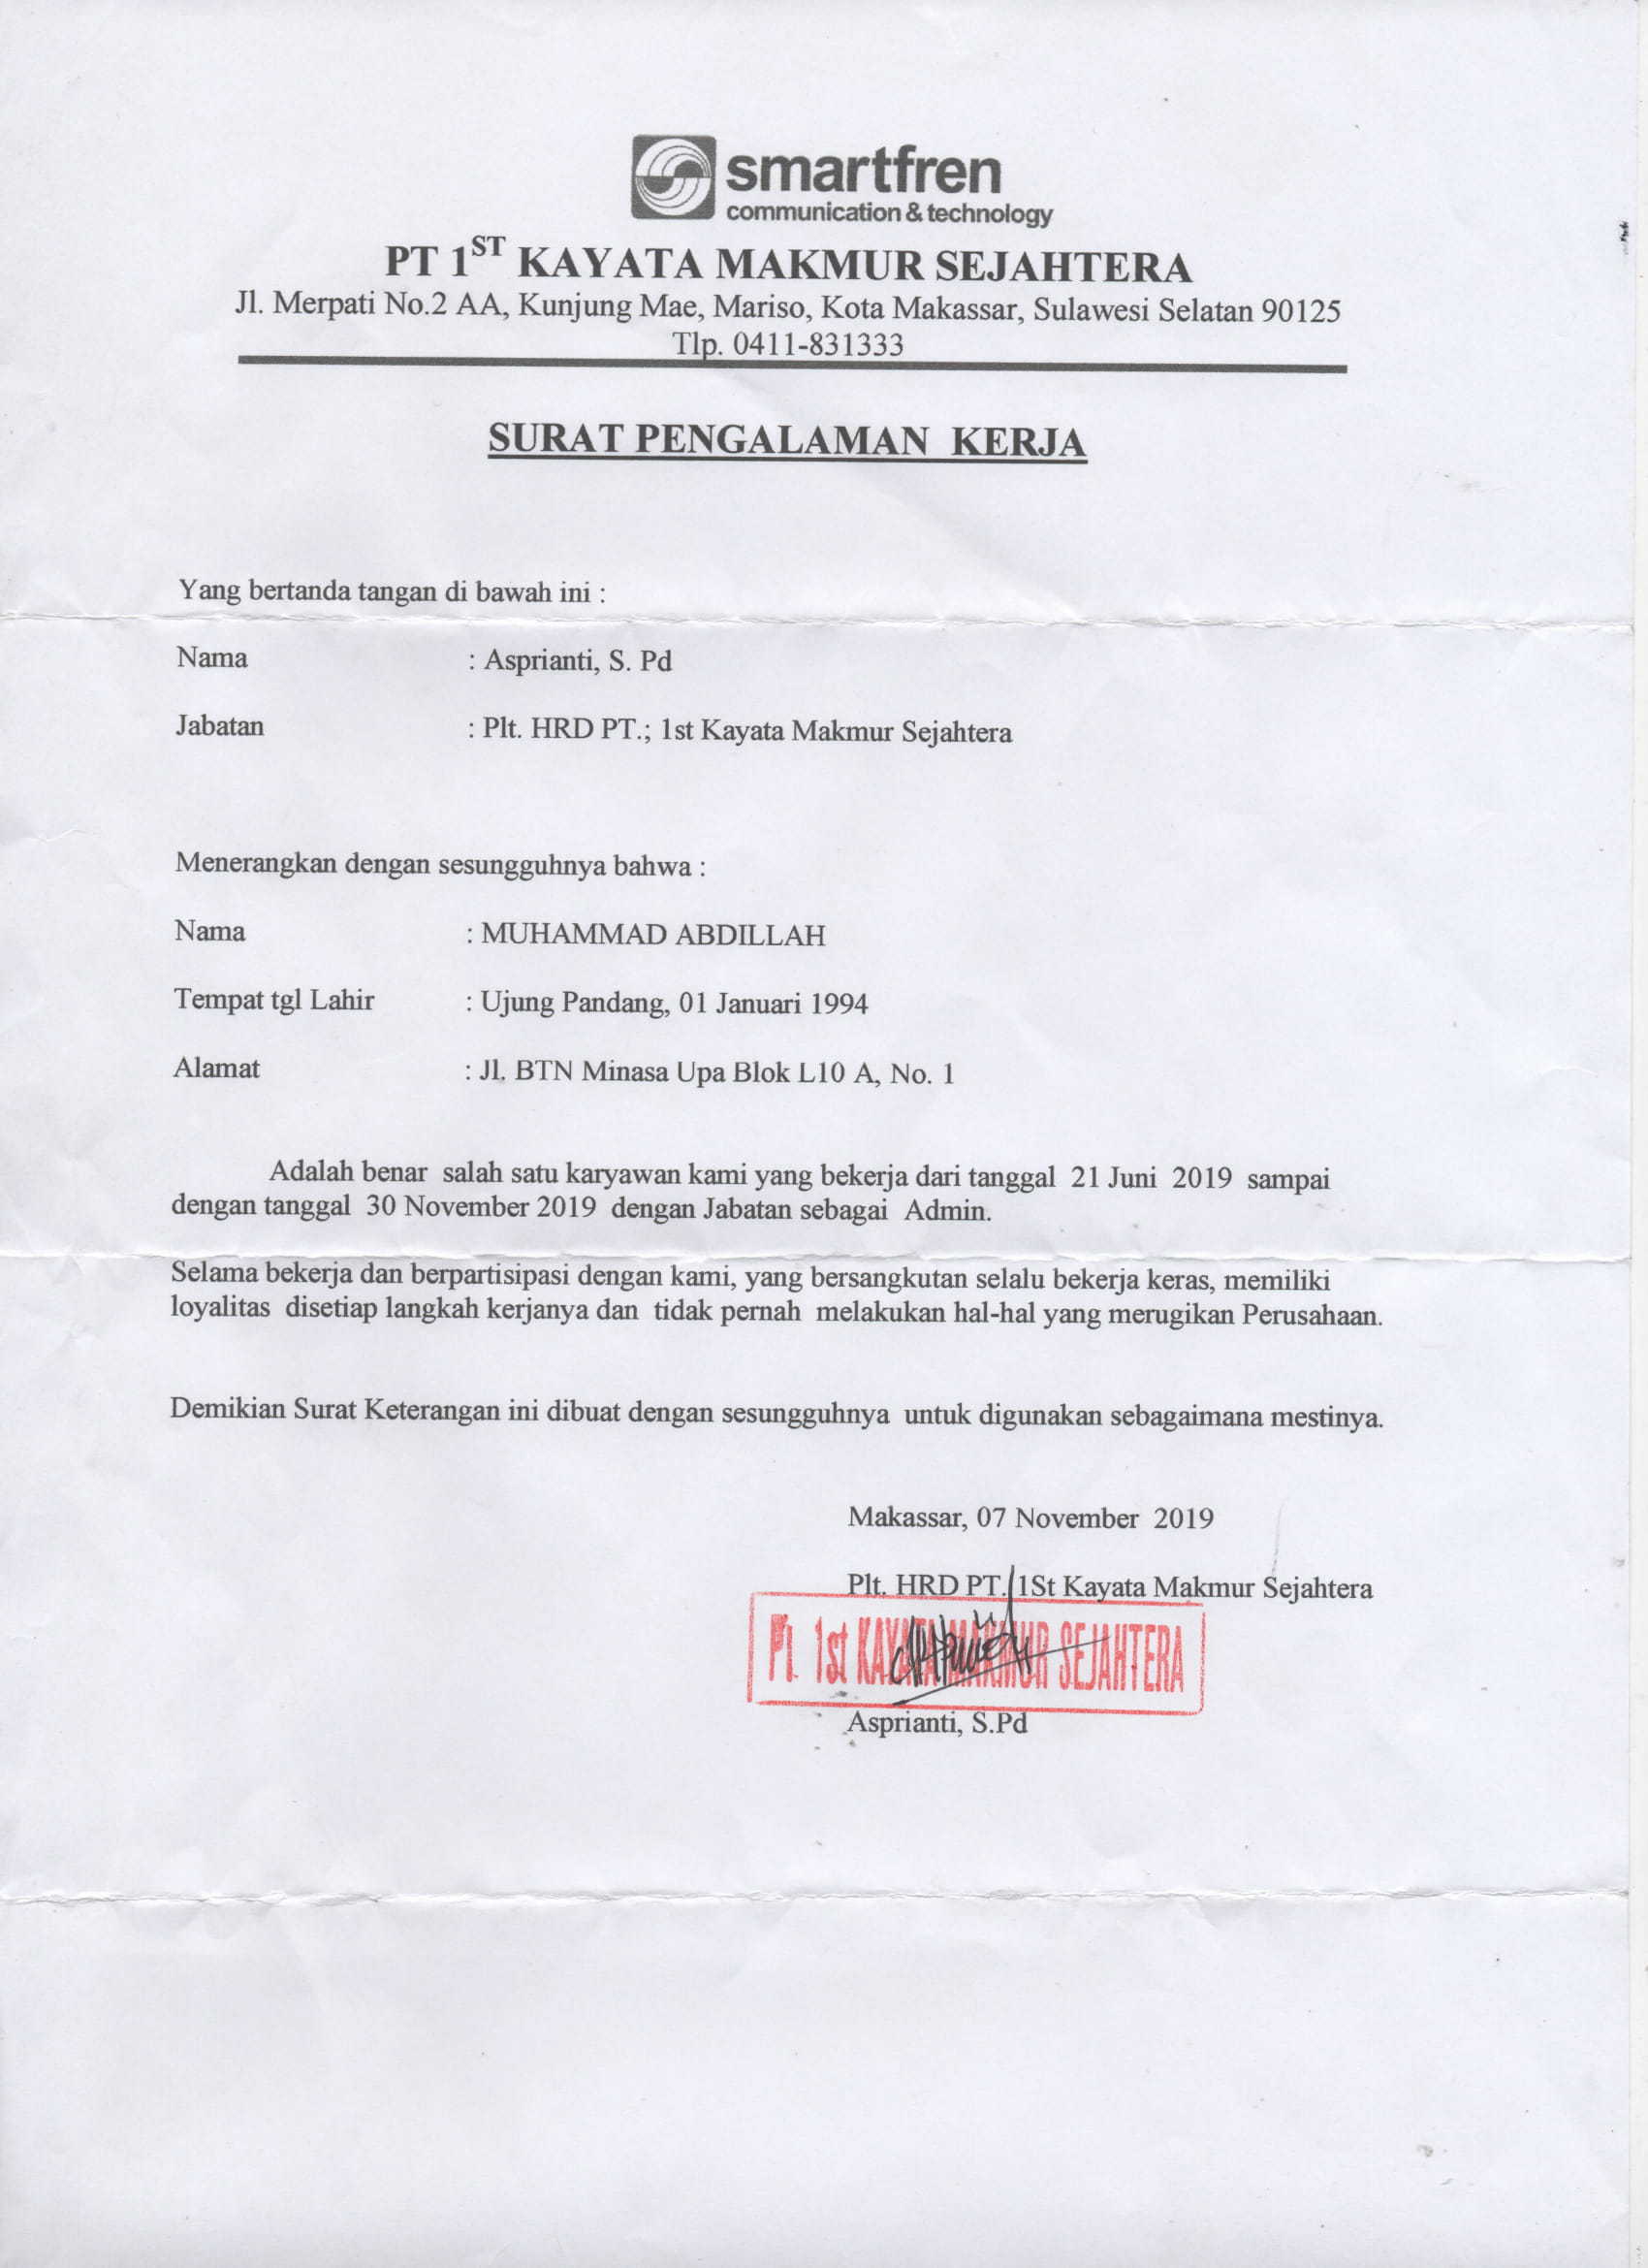 smartfren
communication & technology
PT 1ST KAYATA MAKMUR SEJAHTERA
Jl. Merpati No.2 AA, Kunjung Mae, Mariso, Kota Makassar, Sulawesi Selatan 90125
Tlp. 0411-831333
SURAT PENGALAMAN KERJA
Yang bertanda tangan di bawah ini :
Nama : Asprianti, S. Pd
Jabatan : Plt. HRD PT.; 1st Kayata Makmur Sejahtera
Menerangkan dengan sesungguhnya bahwa :
Nama : MUHAMMAD ABDILLAH
Tempat tgl Lahir : Ujung Pandang, 01 Januari 1994
Alamat : Jl. BTN Minasa Upa Blok L10 A, No. 1
Adalah benar salah satu karyawan kami yang bekerja dari tanggal 21 Juni 2019 sampai
dengan tanggal 30 November 2019 dengan Jabatan sebagai Admin.
Selama bekerja dan berpartisipasi dengan kami, yang bersangkutan selalu bekerja keras, memiliki
loyalitas disetiap langkah kerjanya dan tidak pernah melakukan hal-hal yang merugikan Perusahaan.
Demikian Surat Keterangan ini dibuat dengan sesungguhnya untuk digunakan sebagaimana mestinya.
Makassar, 07 November 2019
Plt. HRD PT. 1St Kayata Makmur Sejahtera
PT. 1st KAYATA MAKMUR SEJAHTERA
Asprianti, S.Pd